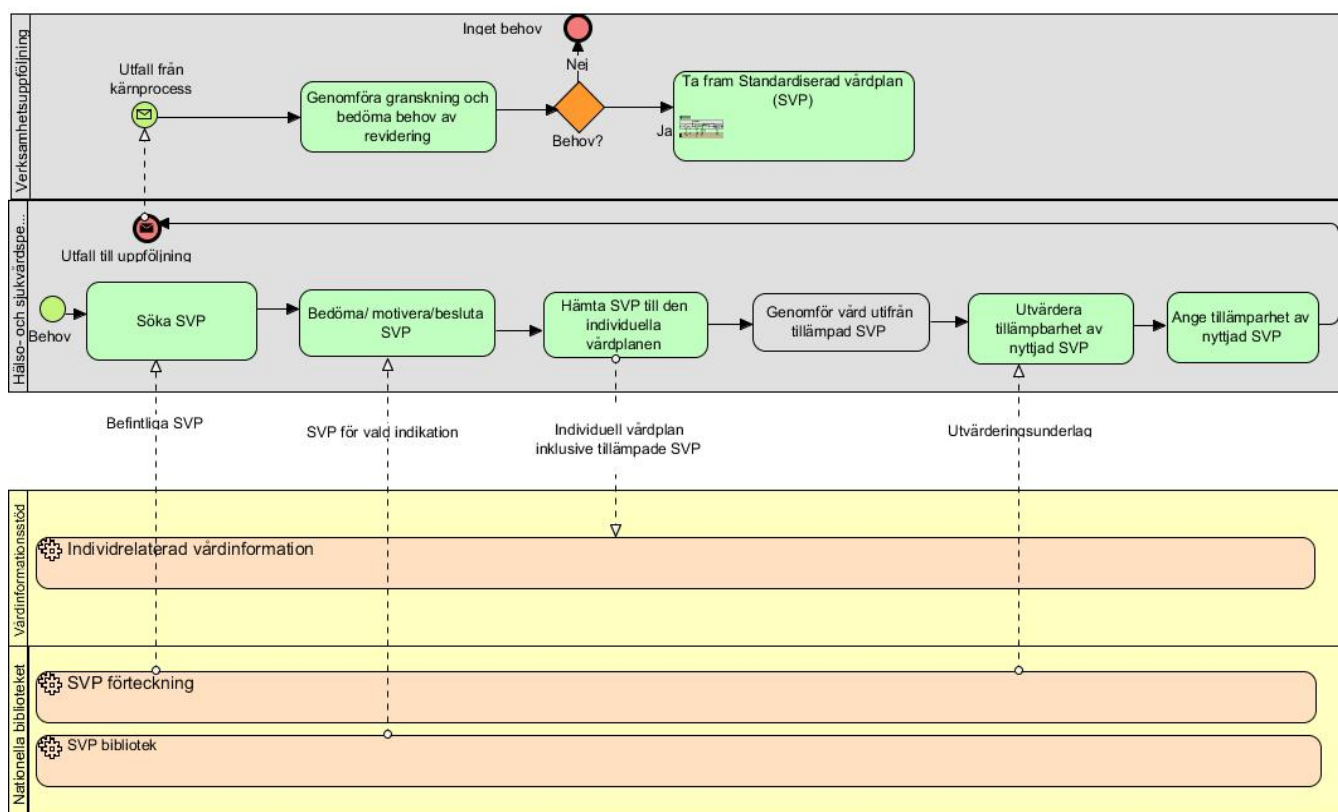 Verksamhetsuppföljning
Inget behov
Nej
Utfall från
kärnprocess
Genomföra granskning och
bedöma behov av
revidering
Behov?
Ja
Ta fram Standardiserad vårdplan
(SVP)
Hälso- och sjukvårdspe...
Utfall till uppföljning
Behov
Söka SVP
Bedöma/ motivera/besluta
SVP
Hämta SVP till den
individuella
vårdplanen
Genomför vård utifrån
tillämpad SVP
Utvärdera
tillämpbarhet av
nyttjad SVP
Ange tillämparhet av
nyttjad SVP
Befintliga SVP
SVP för vald indikation
Individuell vårdplan
inklusive tillämpade SVP
Utvärderingsunderlag
Vårdinformationsstöd
Individrelaterad vårdinformation
Nationella biblioteket
SVP förteckning
SVP bibliotek